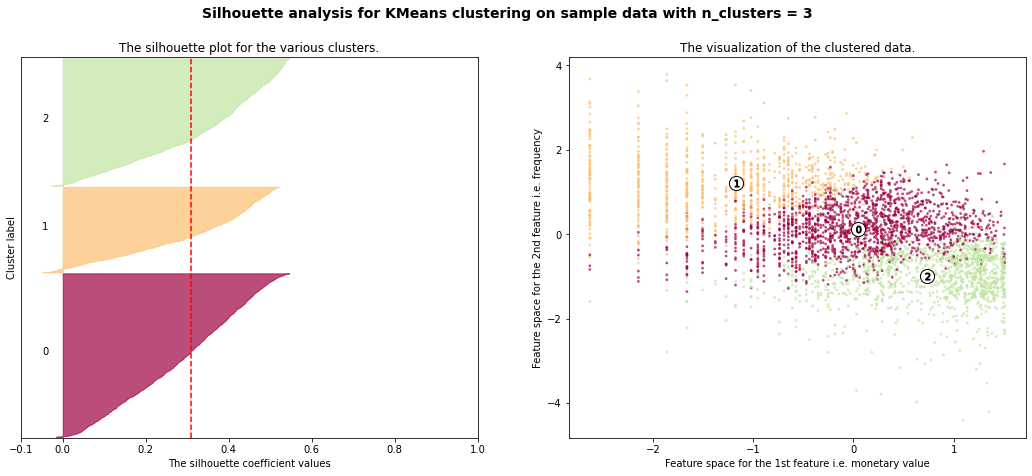 Silhouette analysis for KMeans clustering on sample data with n_clusters = 3
The silhouette plot for the various clusters.
Cluster label
2
1
0
−0.1 0.0 0.2 0.4 0.6 0.8 1.0
The silhouette coefficient values
The visualization of the clustered data.
Feature space for the 2nd feature i.e. frequency
4
2
0
−2
−4
1
0
2
−2 −1 0 1
Feature space for the 1st feature i.e. monetary value